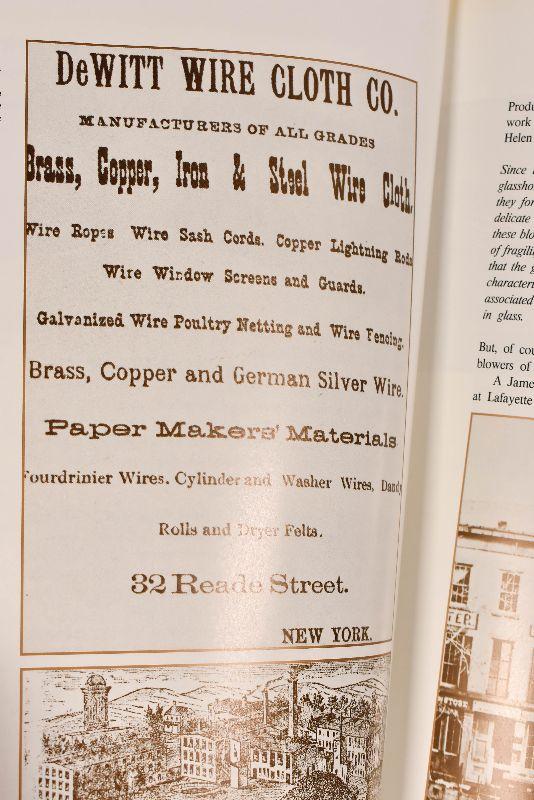 DeWITT WIRE CLOTH CO.
MANUFACTURERS OF ALL GRADES
Brass, Copper, Iron & Steel Wire Cloth.
Wire Ropes Wire Sash Cords. Copper Lightning Rods
Wire Window Screens and Guards.
Galvanized Wire Poultry Netting and Wire Fencing.
Brass, Copper and German Silver Wire.
Paper Makers' Materials
Fourdrinier Wires. Cylinder and Washer Wires, Dandy
Rolls and Dryer Felts.
32 Reade Street.
NEW YORK.
Produ
work
Helen
Since
glassho
they for
delicate
these blo
of fragili
that the g
characteri
associated
in glass.
But, of cou
blowers of
A Jame
at Lafayette